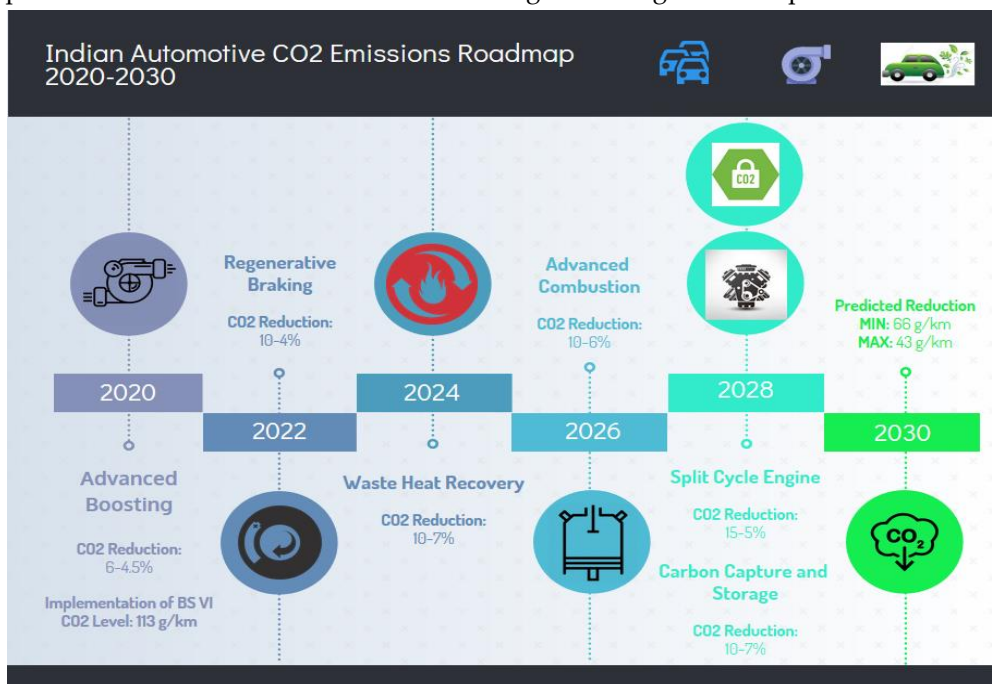 Indian Automotive CO2 Emissions Roadmap
2020-2030
CO2
Regenerative
Braking
CO2 Reduction:
10-4%
Advanced
Combustion
CO2 Reduction:
10-6%
Predicted Reduction
MIN: 66 g/km
MAX: 43 g/km
2020
2024
2028
2022
2026
2030
Advanced
Boosting
CO2 Reduction:
6-4.5%
Implementation of BS VI
CO2 Level: 113 g/km
Waste Heat Recovery
CO2 Reduction:
10-7%
Split Cycle Engine
CO2 Reduction:
15-5%
Carbon Capture and
Storage
CO2 Reduction:
10-7%
CO2